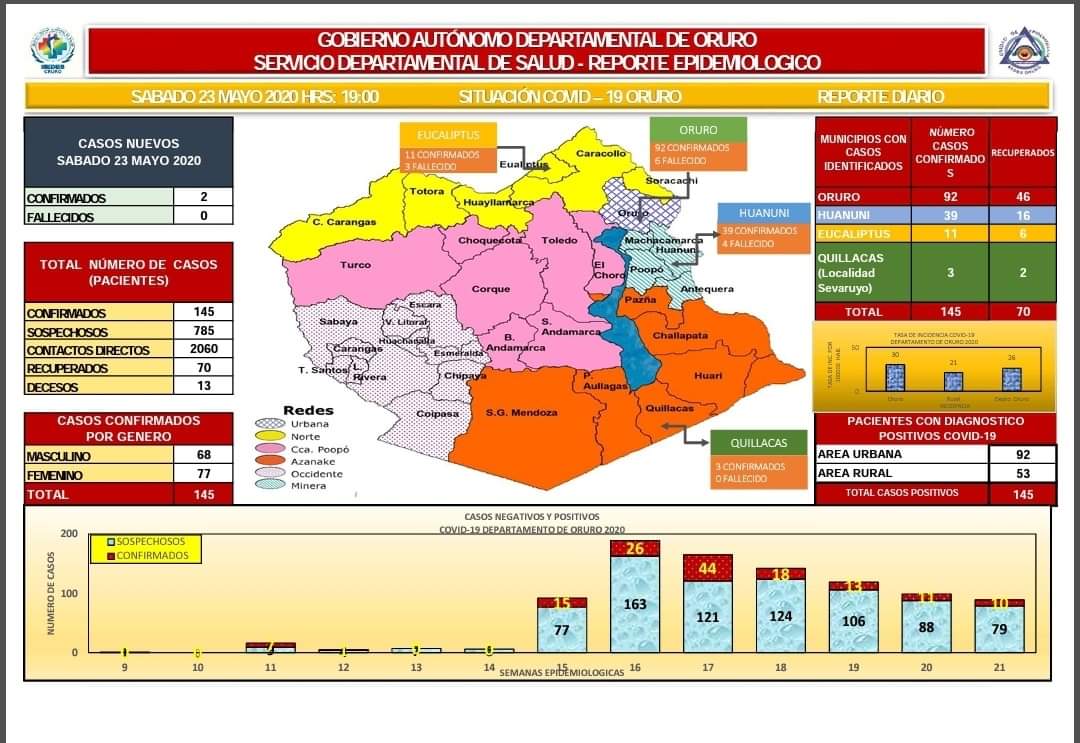 GOBIERNO AUTÓNOMO DEPARTAMENTAL DE ORURO
SERVICIO DEPARTAMENTAL DE SALUD - REPORTE EPIDEMIOLOGICO
SABADO 23 MAYO 2020 HRS: 19:00 SITUACIÓN COVID – 19 ORURO REPORTE DIARIO
CASOS NUEVOS
SABADO 23 MAYO 2020
CONFIRMADOS 2
FALLECIDOS 0
TOTAL NÚMERO DE CASOS
(PACIENTES)
CONFIRMADOS 145
SOSPECHOSOS 785
CONTACTOS DIRECTOS 2060
RECUPERADOS 70
DECESOS 13
CASOS CONFIRMADOS
POR GENERO
MASCULINO 68
FEMENINO 77
TOTAL 145
EUCALIPTUS
11 CONFIRMADOS
3 FALLECIDO
ORURO
92 CONFIRMADOS
6 FALLECIDO
HUANUNI
39 CONFIRMADOS
4 FALLECIDO
QUILLACAS
3 CONFIRMADOS
0 FALLECIDO
Caracollo
Eualiptus
Soracachi
Totora
Huayllamarca
Oruro
C. Carangas
Choquecota
Toledo
Machacamarca
Huanuni
Turco
El
Choro
Poopó
Antequera
Corque
Pazña
Escara
Sabaya
V. Litoral
S.
Andamarca
Challapata
Huachacalla
Carangas
Esmeralda
B.
Andamarca
T. Santos
L.
Rivera
Chipaya
P.
Aullagas
Huari
Coipasa
S.G. Mendoza
Quillacas
Redes
Urbana
Norte
Cca. Poopó
Azanake
Occidente
Minera
MUNICIPIOS CON
CASOS
IDENTIFICADOS
NÚMERO
CASOS
CONFIRMADO
S
RECUPERADOS
ORURO 92 46
HUANUNI 39 16
EUCALIPTUS 11 6
QUILLACAS
(Localidad
Sevaruyo)
3 2
TOTAL 145 70
TASA DE INCIDENCIA COVID-19
DEPARTAMENTO DE ORURO 2020
50
0
30
21
26
Oruro Rural
PACIENTES CON DIAGNOSTICO
POSITIVOS COVID-19
AREA URBANA 92
AREA RURAL 53
TOTAL CASOS POSITIVOS 145
CASOS NEGATIVOS Y POSITIVOS
COVID-19 DEPARTAMENTO DE ORURO 2020
SOSPECHOSOS
CONFIRMADOS
NUMERO DE CASOS
200
100
0
7
15
77
26
163
44
121
18
124
13
106
11
88
10
79
9 10 11 12 13 14 15 16 17 18 19 20 21
SEMANAS EPIDEMIOLOGICAS